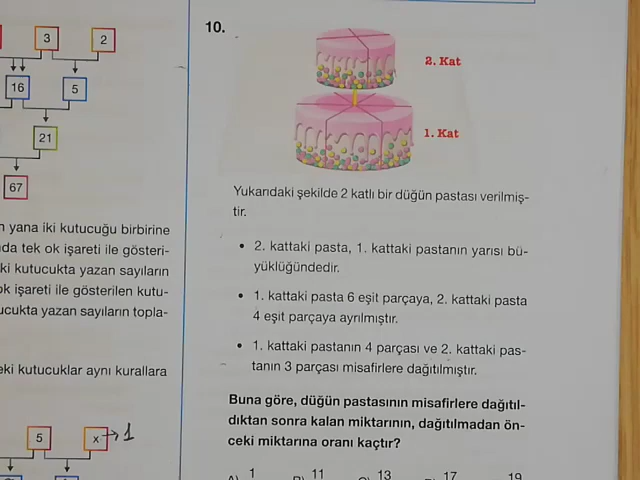 3
2
16
5
21
67
n yana iki kutucuğu birbirine
da tek ok işareti ile gösteri-
ki kutucukta yazan sayıların
ok işareti ile gösterilen kutu-
ucukta yazan sayıların topla-
eki kutucuklar aynı kurallara
5
x → 1
10.
2. Kat
1. Kat
Yukarıdaki şekilde 2 katlı bir düğün pastası verilmiş-
tir.
• 2. kattaki pasta, 1. kattaki pastanın yarısı bü-
yüklüğündedir.
• 1. kattaki pasta 6 eşit parçaya, 2. kattaki pasta
4 eşit parçaya ayrılmıştır.
• 1. kattaki pastanın 4 parçası ve 2. kattaki pas-
tanın 3 parçası misafirlere dağıtılmıştır.
Buna göre, düğün pastasının misafirlere dağıtıl-
dıktan sonra kalan miktarının, dağıtılmadan ön-
ceki miktarına oranı kaçtır?
1 11 13 17 19